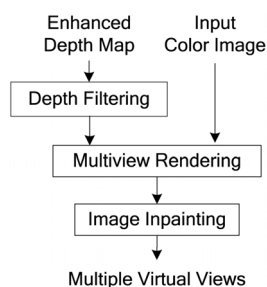 Enhanced
Depth Map
Input
Color Image
Depth Filtering
Multiview Rendering
Image Inpainting
Multiple Virtual Views